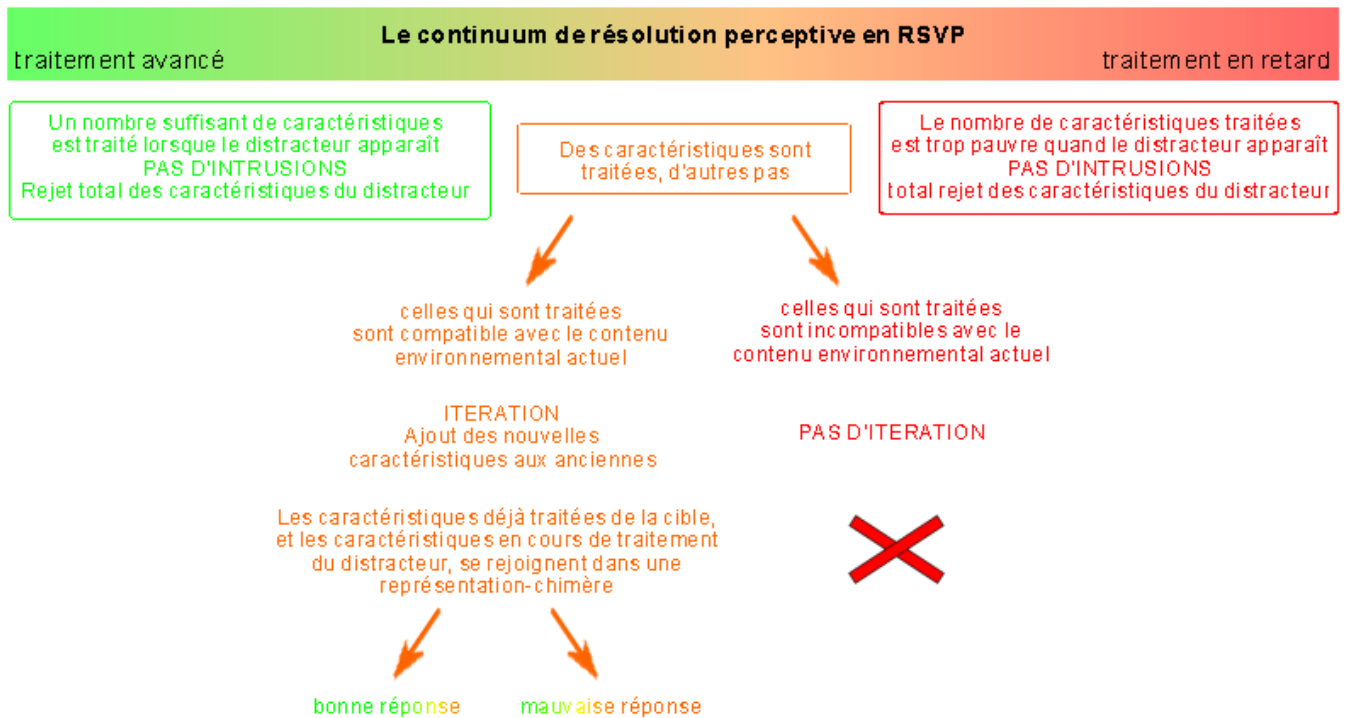 Le continuum de résolution perceptive en RSVP
traitement avancé
traitement en retard
Un nombre suffisant de caractéristiques
est traité lorsque le distracteur apparaît
PAS D'INTRUSIONS
Rejet total des caractéristiques du distracteur
Des caractéristiques sont
traitées, d'autres pas
Le nombre de caractéristiques traitées
est trop pauvre quand le distracteur apparaît
PAS D'INTRUSIONS
total rejet des caractéristiques du distracteur
celles qui sont traitées
sont compatible avec le contenu
environnemental actuel
celles qui sont traitées
sont incompatibles avec le
contenu environnemental actuel
ITERATION
Ajout des nouvelles
caractéristiques aux anciennes
PAS D'ITERATION
Les caractéristiques déjà traitées de la cible,
et les caractéristiques en cours de traitement
du distracteur, se rejoignent dans une
représentation-chimère
bonne réponse
mauvaise réponse